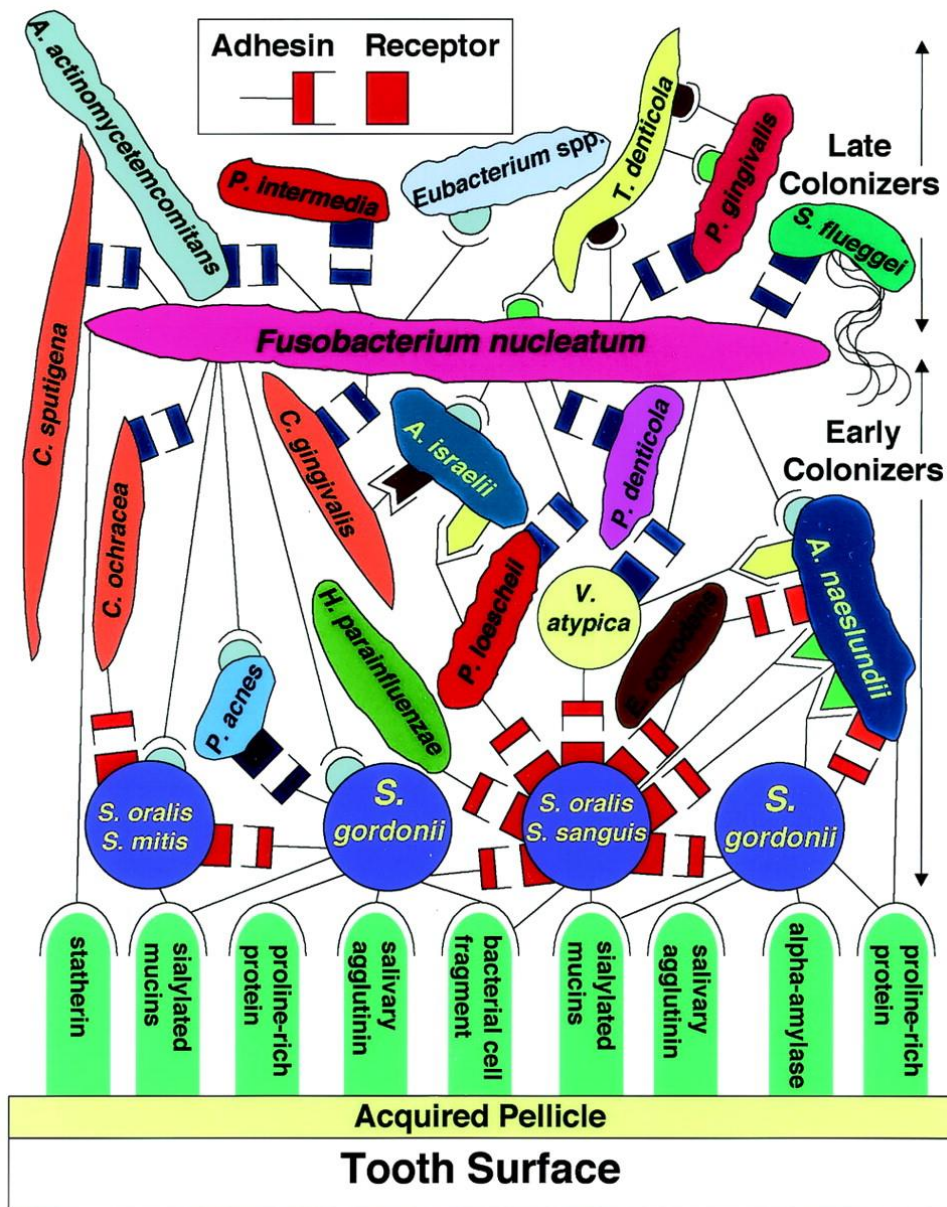 Adhesin Receptor
A. actinomycetemcomitans
P. intermedia
Eubacterium spp.
T. denticola
P. gingivalis
Late
Colonizers
S. flueggei
C. sputigena
Fusobacterium nucleatum
Early
Colonizers
C. ochracea
C. gingivalis
A. israelii
P. denticola
A. naeslundii
P. loescheii
V.
atypica
E. corrodens
H. parainfluenzae
P. acnes
S. oralis
S. mitis
S.
gordonii
S. oralis
S. sanguis
S.
gordonii
statherin
sialylated
mucins
proline-rich
protein
salivary
agglutinin
bacterial cell
fragment
sialylated
mucins
salivary
agglutinin
alpha-amylase
proline-rich
protein
Acquired Pellicle
Tooth Surface